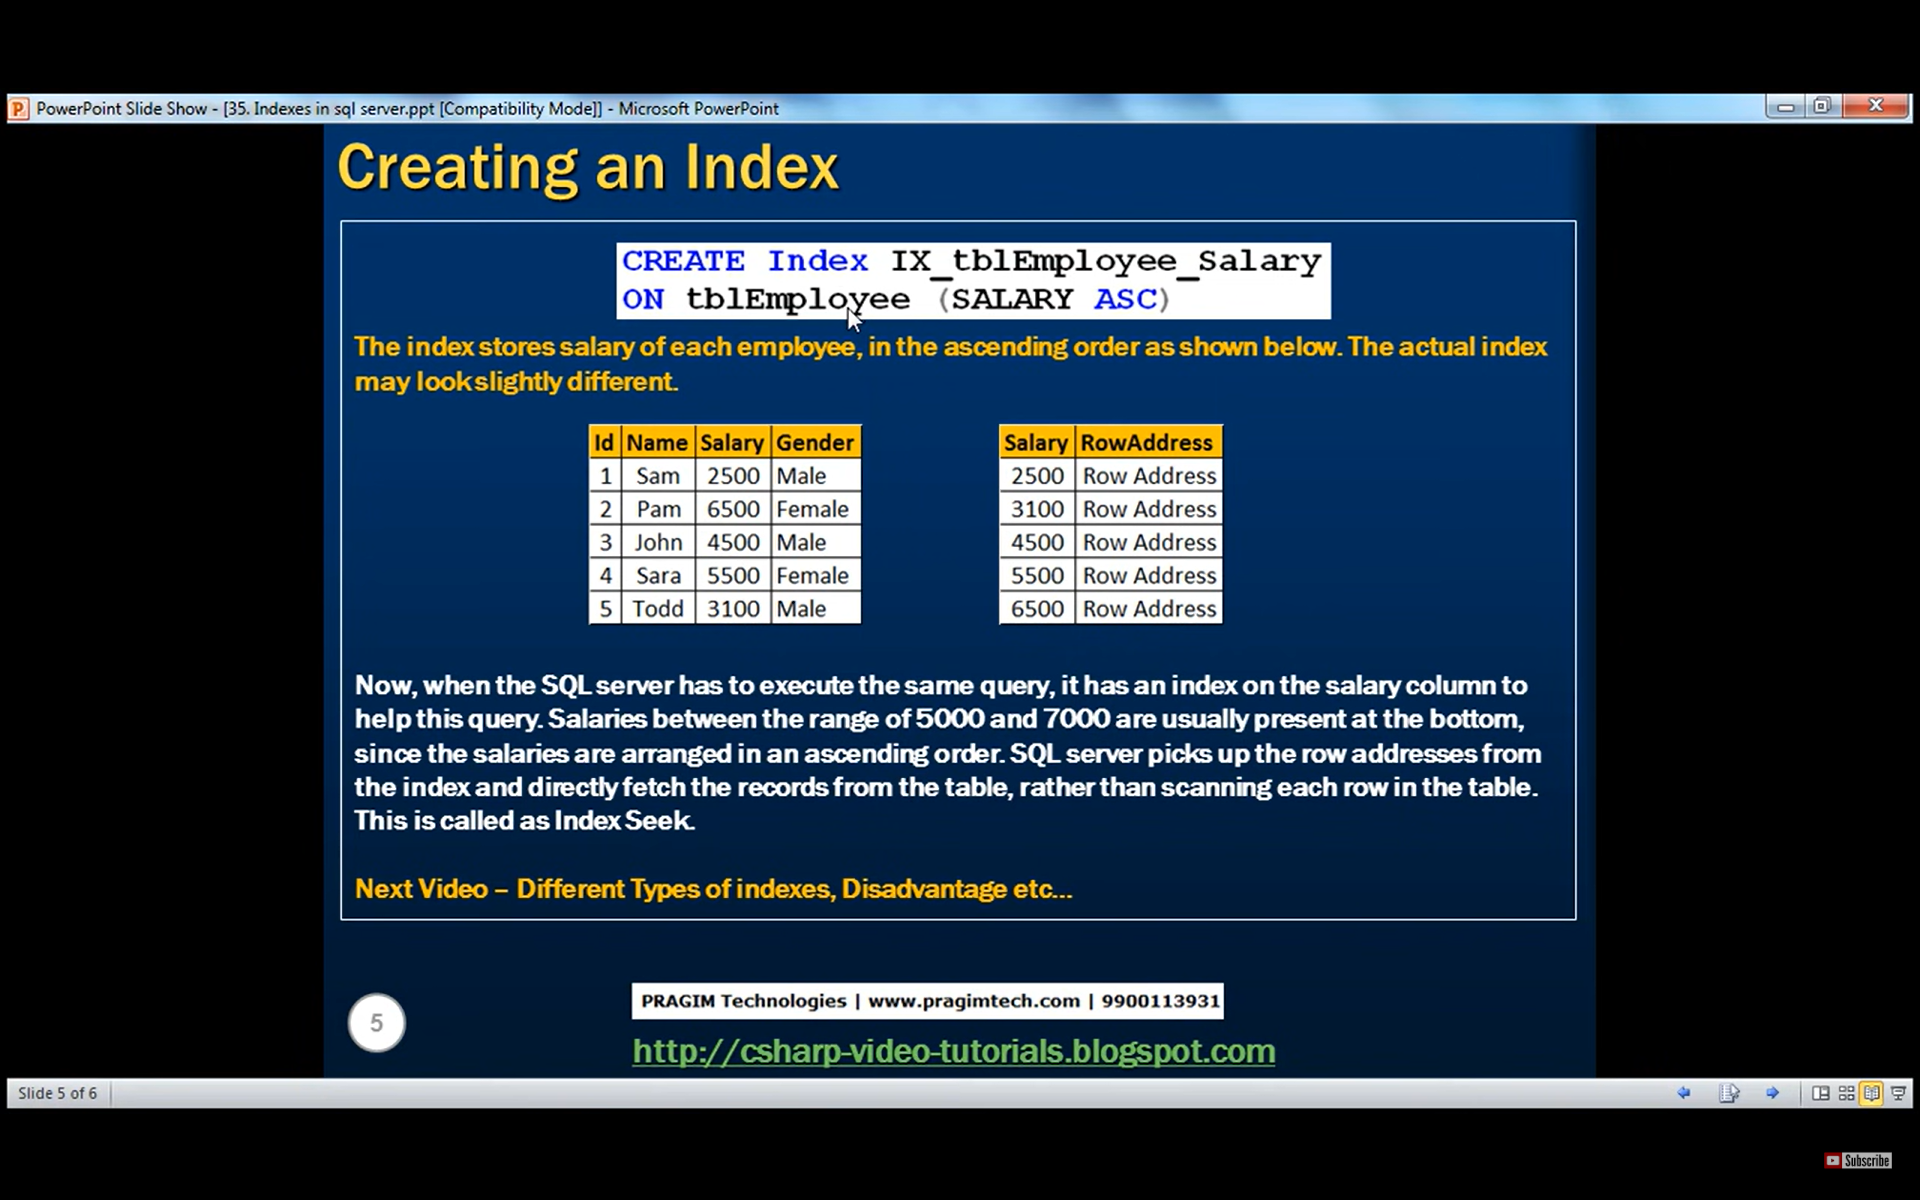 PowerPoint Slide Show - [35. Indexes in sql server.ppt [Compatibility Mode]] - Microsoft PowerPoint
Creating an Index
CREATE Index IX_tblEmployee_Salary
ON tblEmployee (SALARY ASC)
The index stores salary of each employee, in the ascending order as shown below. The actual index
may look slightly different.
Id Name Salary Gender
1 Sam 2500 Male
2 Pam 6500 Female
3 John 4500 Male
4 Sara 5500 Female
5 Todd 3100 Male
Salary RowAddress
2500 Row Address
3100 Row Address
4500 Row Address
5500 Row Address
6500 Row Address
Now, when the SQL server has to execute the same query, it has an index on the salary column to
help this query. Salaries between the range of 5000 and 7000 are usually present at the bottom,
since the salaries are arranged in an ascending order. SQL server picks up the row addresses from
the index and directly fetch the records from the table, rather than scanning each row in the table.
This is called as Index Seek.
Next Video – Different Types of indexes, Disadvantage etc...
5
PRAGIM Technologies | www.pragimtech.com | 9900113931
http://csharp-video-tutorials.blogspot.com
Slide 5 of 6
Subscribe